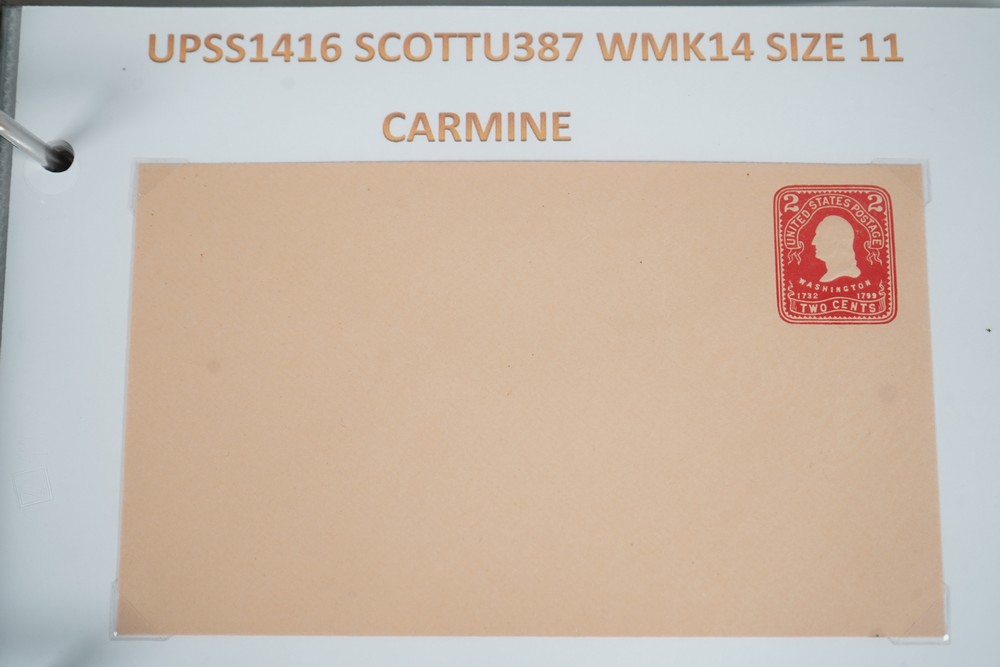 UPSS1416 SCOTTU387 WMK14 SIZE 11
CARMINE
2 2
UNITED STATES POSTAGE
WASHINGTON
1732 1799
TWO CENTS